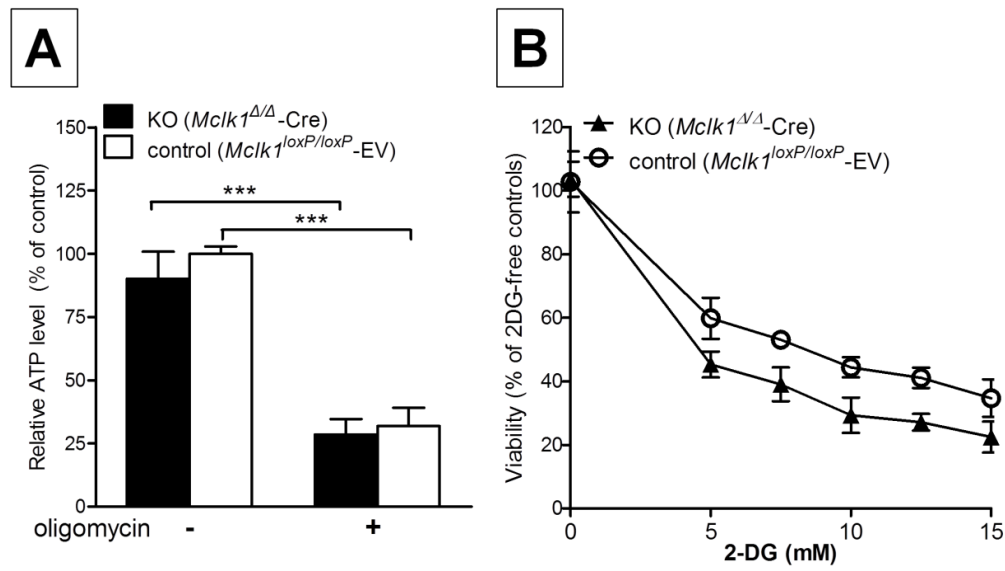 A
KO (Mclk1Δ/Δ-Cre)
control (Mclk1loxP/loxP-EV)
Relative ATP level (% of control)
150
125
100
75
50
25
0
***
***
oligomycin - +
B
KO (Mclk1Δ/Δ-Cre)
control (Mclk1loxP/loxP-EV)
Viability (% of 2DG-free controls)
120
100
80
60
40
20
0
0 5 10 15
2-DG (mM)